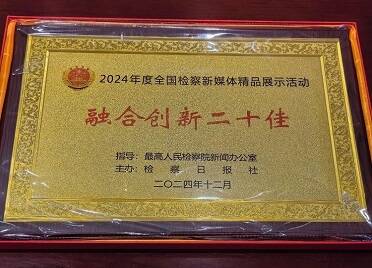 2024年度全国检察新媒体精品展示活动
融合创新二十佳
指导：最高人民检察院新闻办公室
主办：检察日报社
二〇二四年十二月